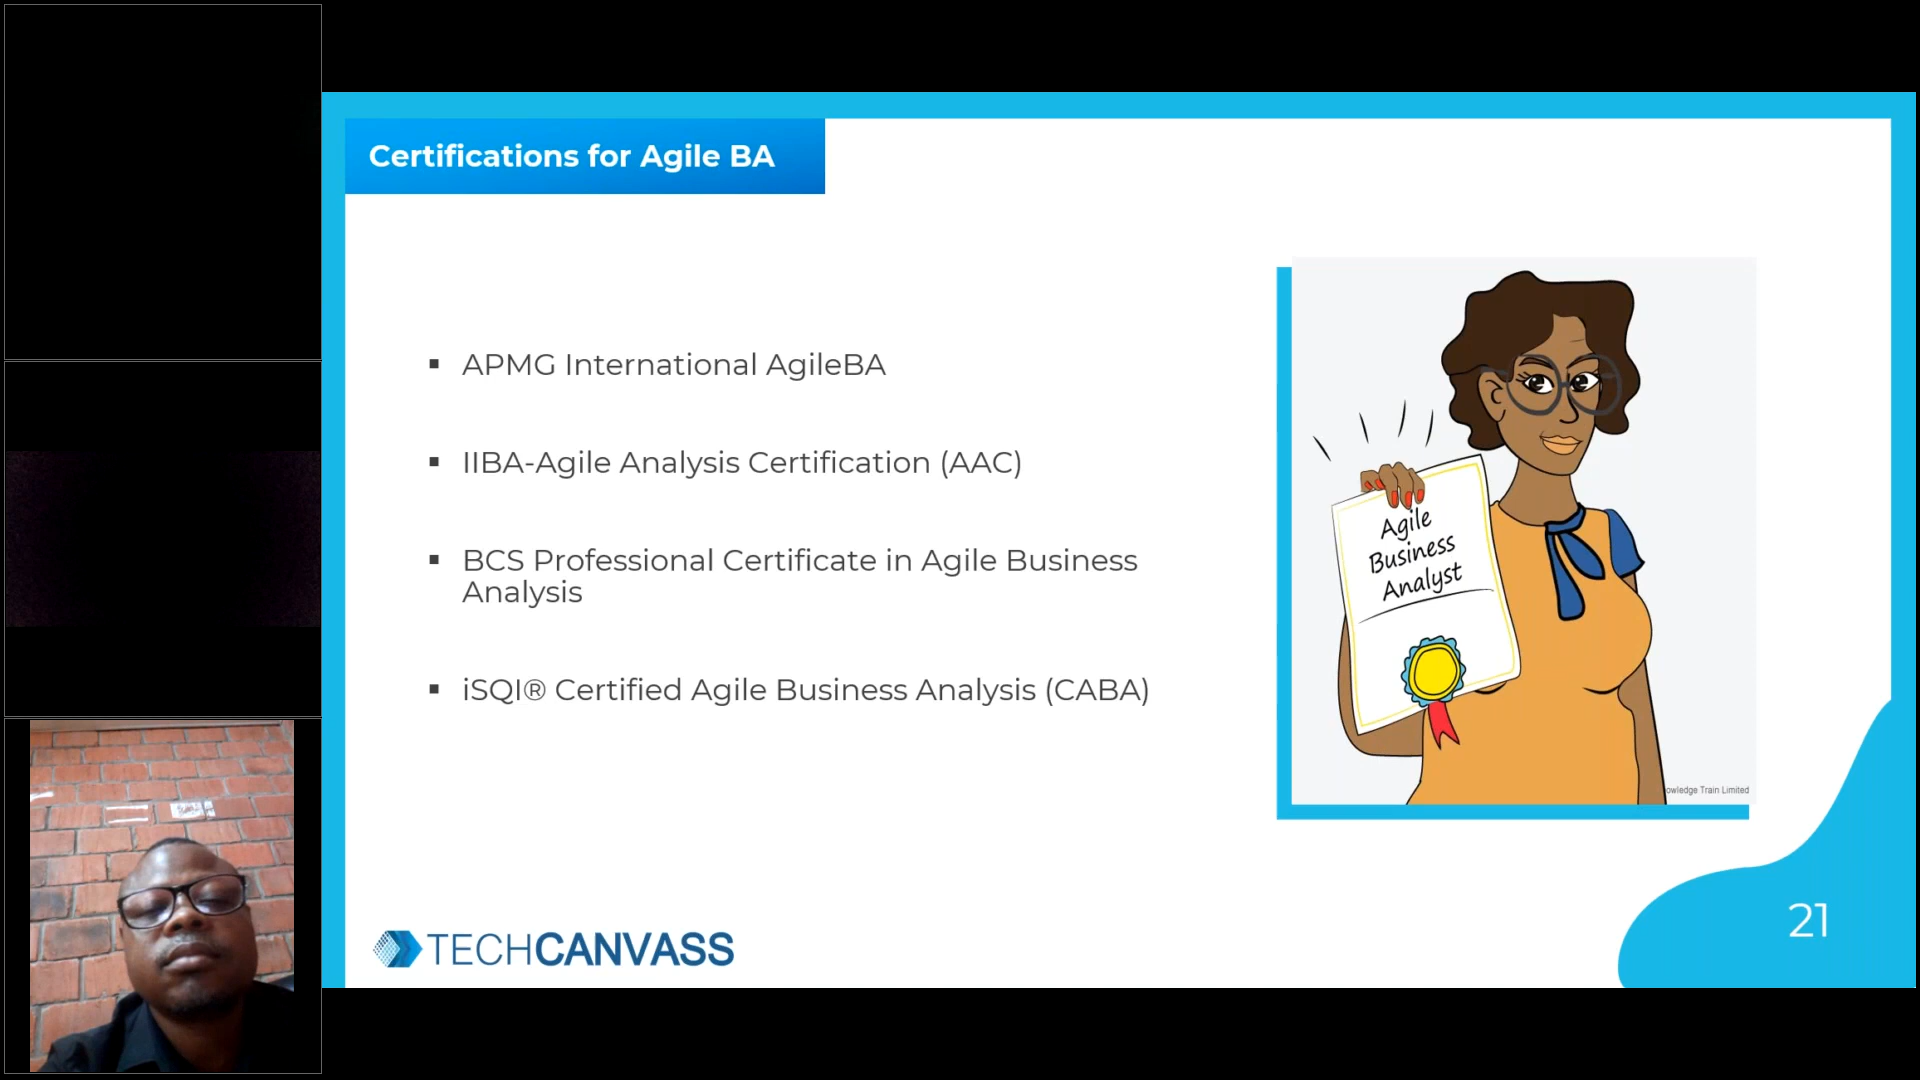 Certifications for Agile BA
▪ APMG International AgileBA
▪ IIBA-Agile Analysis Certification (AAC)
▪ BCS Professional Certificate in Agile Business
Analysis
▪ iSQI® Certified Agile Business Analysis (CABA)
Agile
Business
Analyst
owledge Train Limited
TECHCANVASS
21